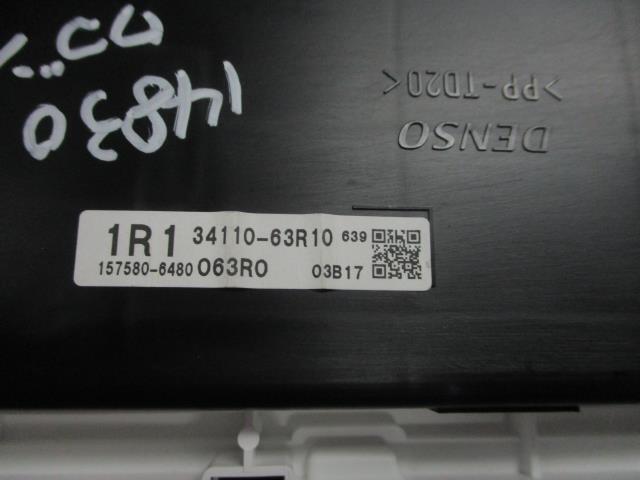 14830
>PP-TD20<
DENSO
1R1 34110-63R10 639
157580-6480 063R0 03B17